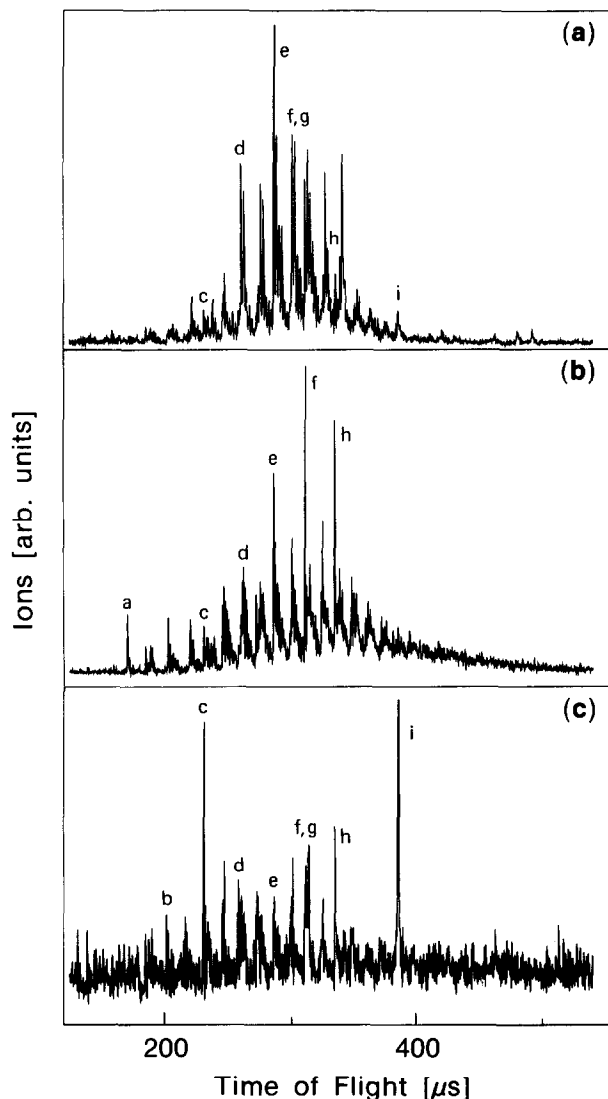 (a)
e
f,g
d
h
c
i
(b)
f
h
e
d
a
c
(c)
c
i
f,g
h
d
e
b
Ions [arb. units]
200 400
Time of Flight [μs]